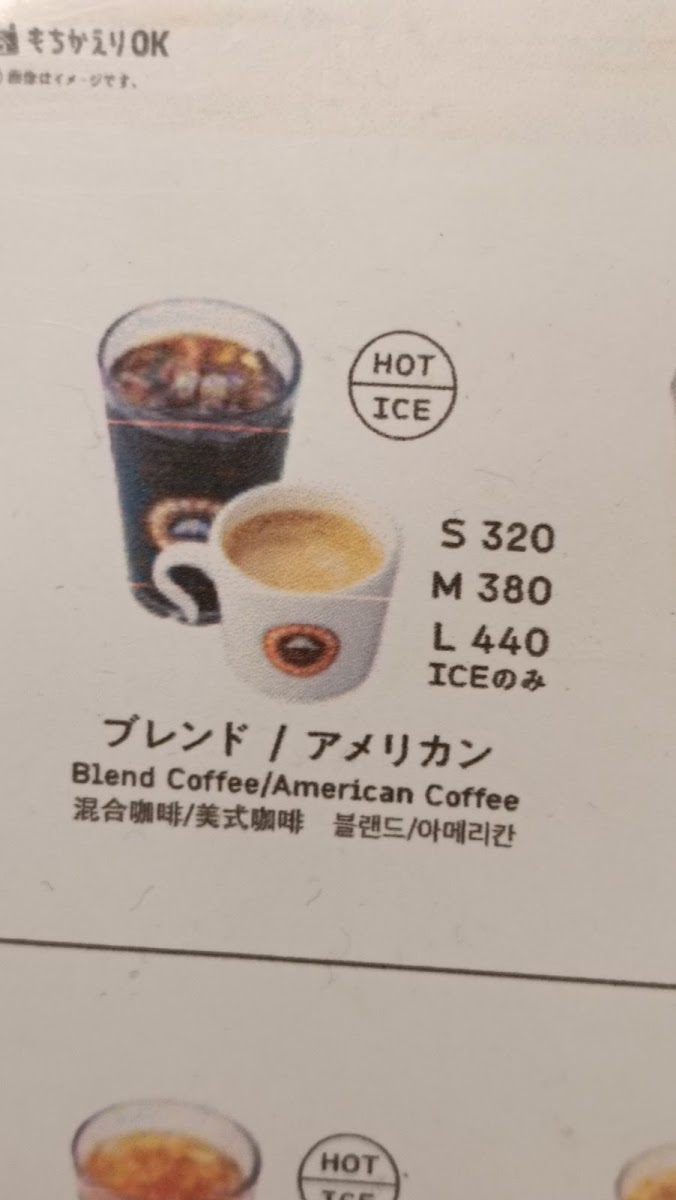 もちかえりOK
画像はイメージです。
HOT
ICE
S 320
M 380
L 440
ICEのみ
ブレンド / アメリカン
Blend Coffee/American Coffee
混合咖啡/美式咖啡　블랜드/아메리칸
HOT
ICE